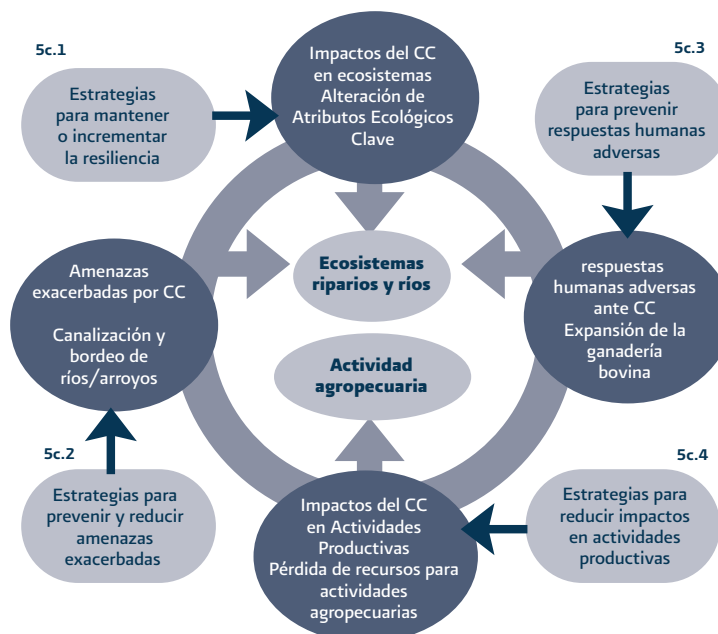 5c.1
Estrategias
para mantener
o incrementar
la resiliencia
Impactos del CC
en ecosistemas
Alteración de
Atributos Ecológicos
Clave
5c.3
Estrategias
para prevenir
respuestas humanas
adversas
Amenazas
exacerbadas por CC
Canalización y
bordeo de
ríos/arroyos
Ecosistemas
riparios y ríos
Actividad
agropecuaria
respuestas
humanas adversas
ante CC
Expansión de la
ganadería
bovina
5c.2
Estrategias para
prevenir y reducir
amenazas
exacerbadas
Impactos del CC
en Actividades
Productivas
Pérdida de recursos para
actividades
agropecuarias
5c.4
Estrategias para
reducir impactos
en actividades
productivas